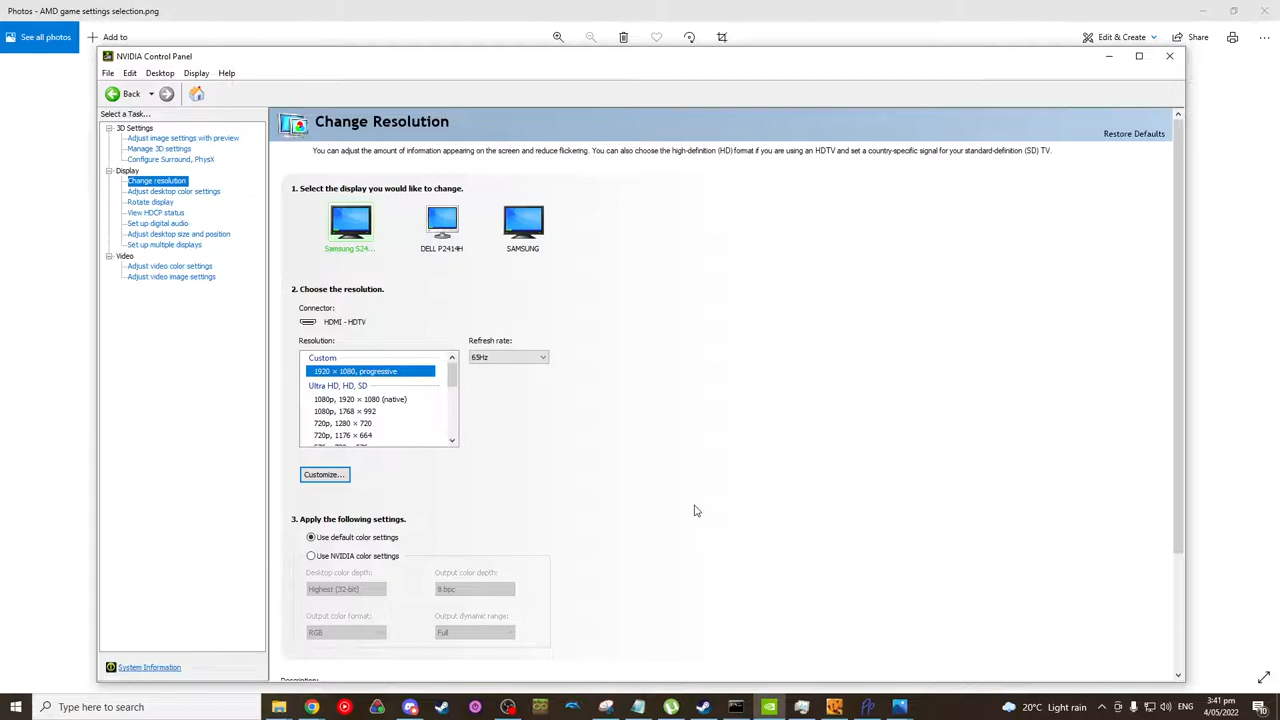 Photos - AMD game settings selection.png
See all photos
Add to
Edit & Create
Share
NVIDIA Control Panel
File Edit Desktop Display Help
Back
Select a Task...
3D Settings
Adjust image settings with preview
Manage 3D settings
Configure Surround, PhysX
Display
Change resolution
Adjust desktop color settings
Rotate display
View HDCP status
Set up digital audio
Adjust desktop size and position
Set up multiple displays
Video
Adjust video color settings
Adjust video image settings
System Information
Change Resolution
Restore Defaults
You can adjust the amount of information appearing on the screen and reduce flickering. You can also choose the high-definition (HD) format if you are using an HDTV and set a country-specific signal for your standard-definition (SD) TV.
1. Select the display you would like to change.
Samsung S24... DELL P2414H SAMSUNG
2. Choose the resolution.
Connector:
HDMI - HDTV
Resolution: Refresh rate:
Custom
65Hz
1920 × 1080, progressive
Ultra HD, HD, SD
1080p, 1920 × 1080 (native)
1080p, 1768 × 992
720p, 1280 × 720
720p, 1176 × 664
Customize...
3. Apply the following settings.
Use default color settings
Use NVIDIA color settings
Desktop color depth: Output color depth:
Highest (32-bit) 8 bpc
Output color format: Output dynamic range:
RGB Full
Type here to search
20°C Light rain
3:41 pm
4/05/2022